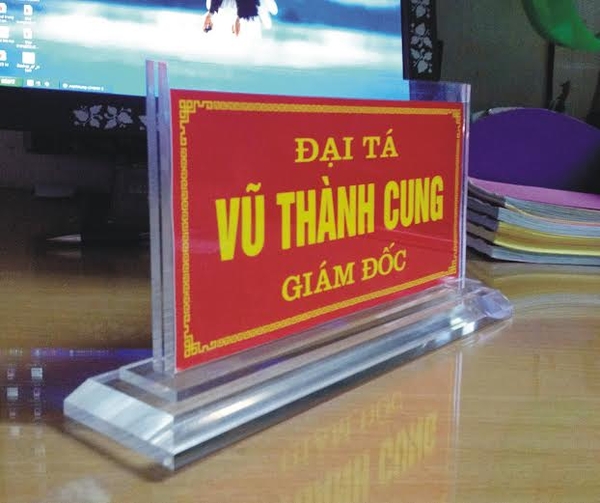 ĐẠI TÁ
VŨ THÀNH CUNG
GIÁM ĐỐC